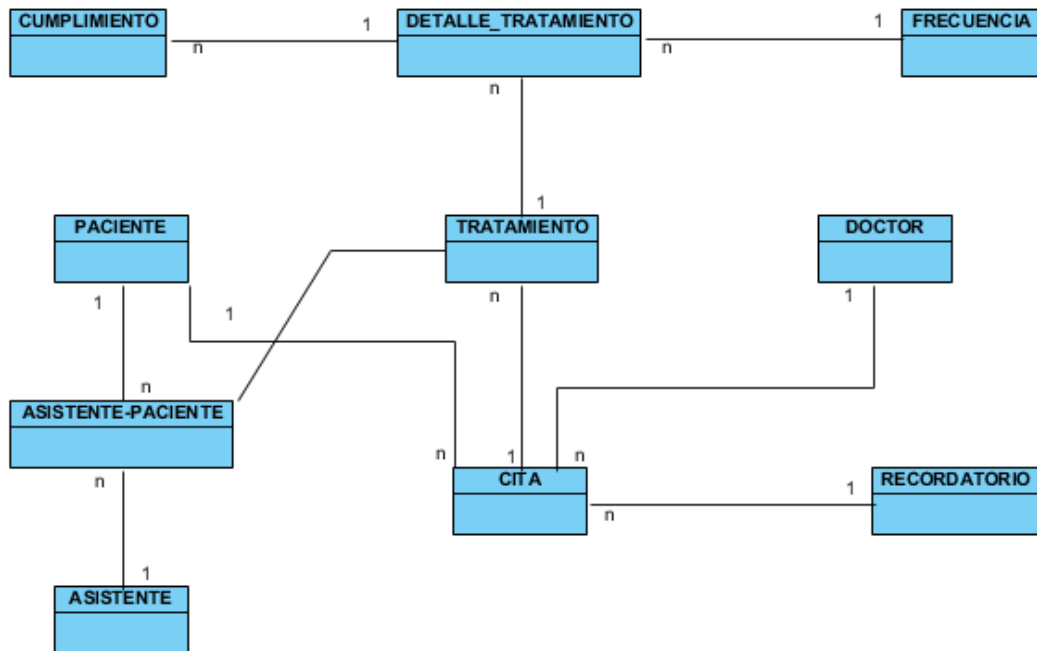 CUMPLIMIENTO
DETALLE_TRATAMIENTO
FRECUENCIA
n
1
n
1
n
1
PACIENTE
TRATAMIENTO
DOCTOR
1
1
n
1
n
ASISTENTE-PACIENTE
n
n
1
n
CITA
RECORDATORIO
n
1
1
ASISTENTE